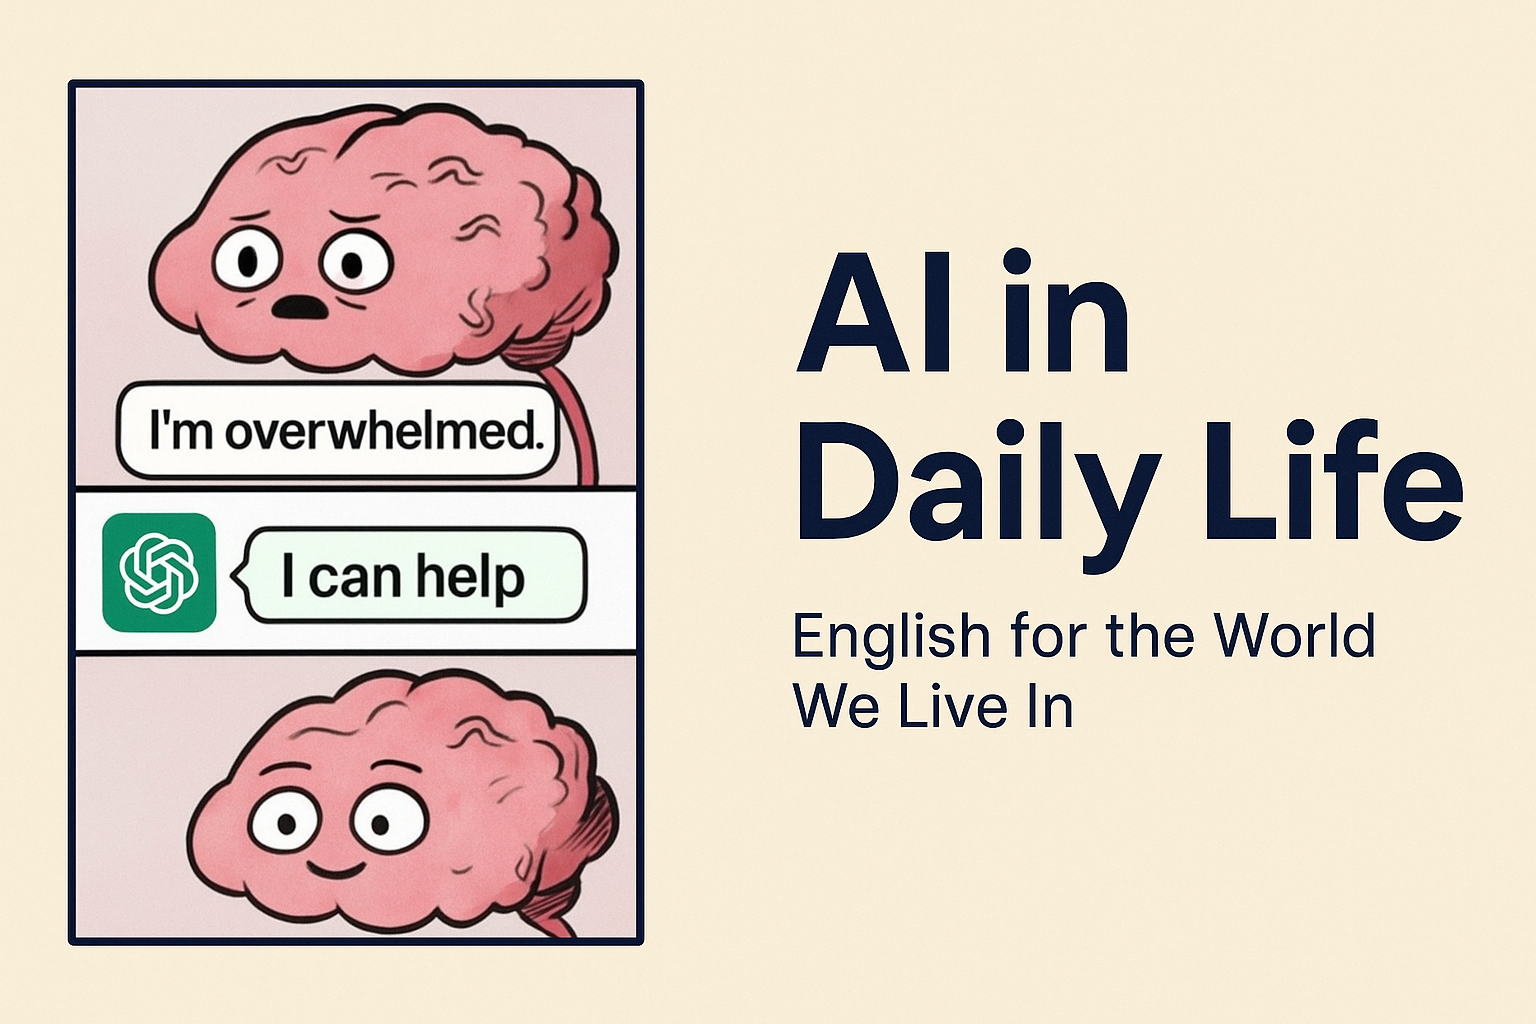 I'm overwhelmed.
I can help
AI in
Daily Life
English for the World
We Live In